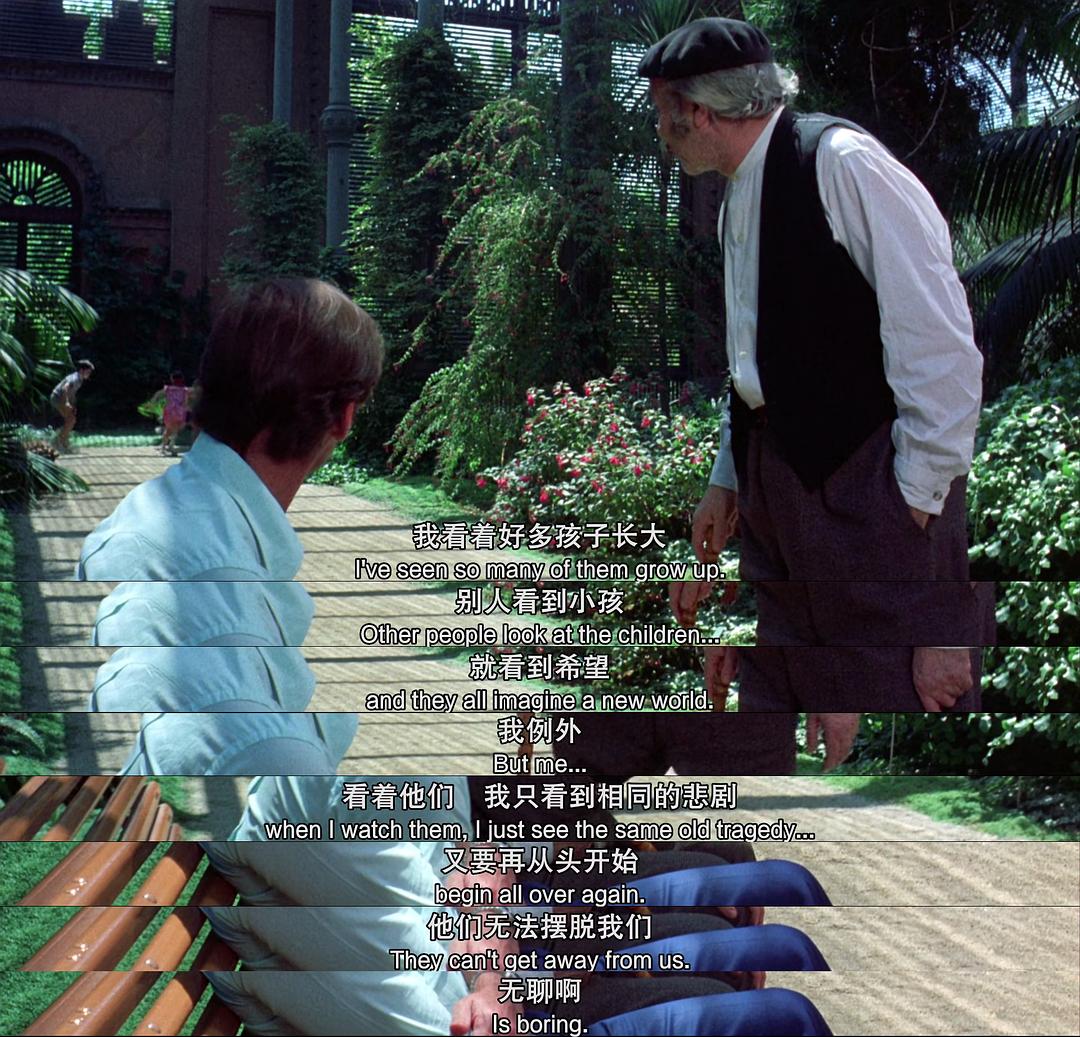 我看着好多孩子长大
I've seen so many of them grow up.
别人看到小孩
Other people look at the children...
就看到希望
and they all imagine a new world.
我例外
But me...
看着他们 我只看到相同的悲剧
when I watch them, I just see the same old tragedy...
又要再从头开始
begin all over again.
他们无法摆脱我们
They can't get away from us.
无聊啊
Is boring.